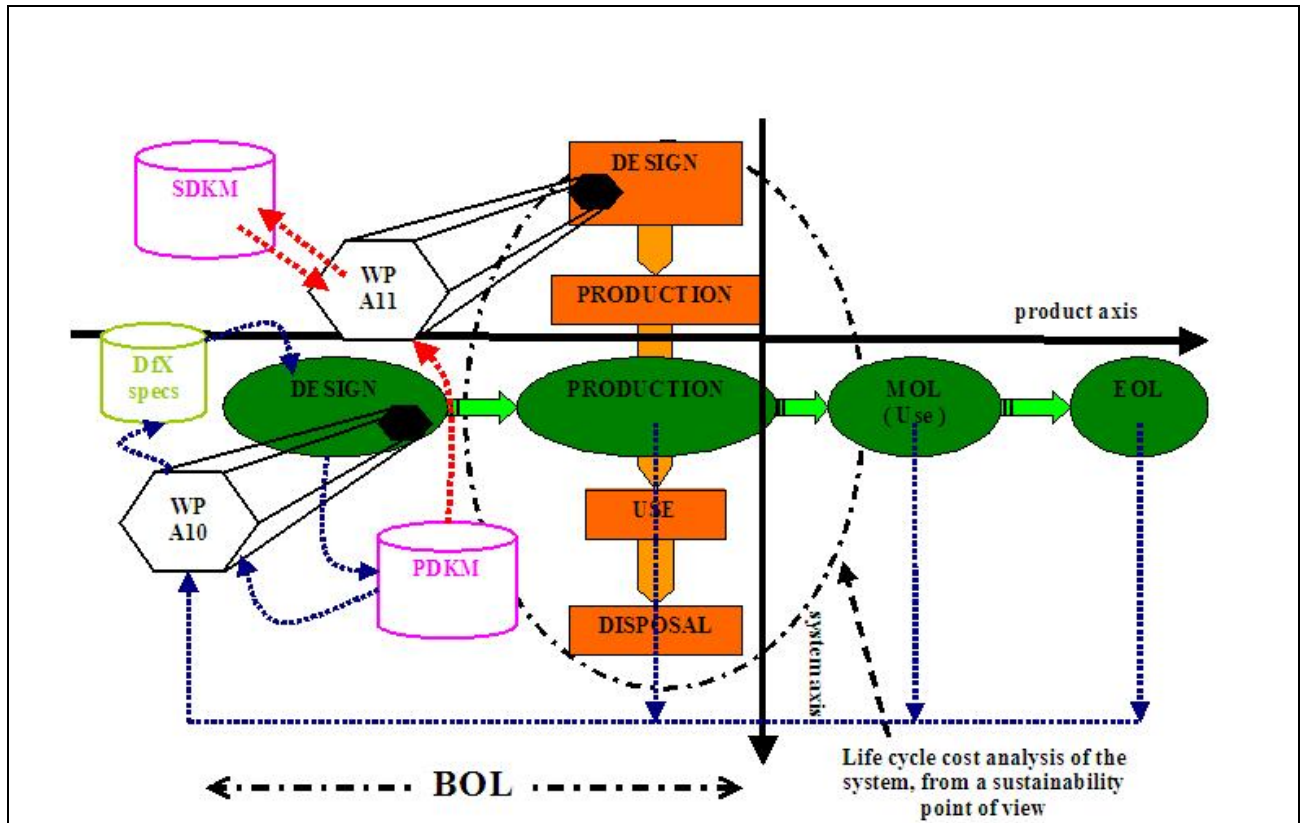 DESIGN
SDKM
WP
A11
PRODUCTION
product axis
DfX
specs
DESIGN
PRODUCTION
MOL
(Use)
EOL
WP
A10
USE
PDKM
DISPOSAL
system axis
Life cycle cost analysis of the
system, from a sustainability
point of view
BOL